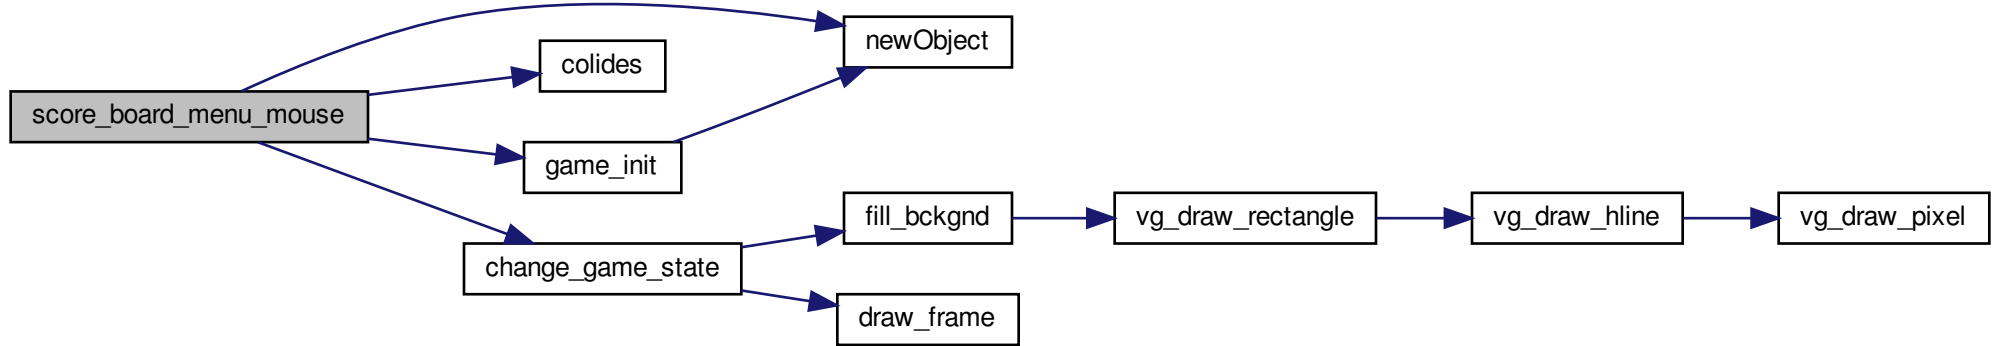 score_board_menu_mouse
colides
newObject
game_init
change_game_state
fill_bckgnd
draw_frame
vg_draw_rectangle
vg_draw_hline
vg_draw_pixel